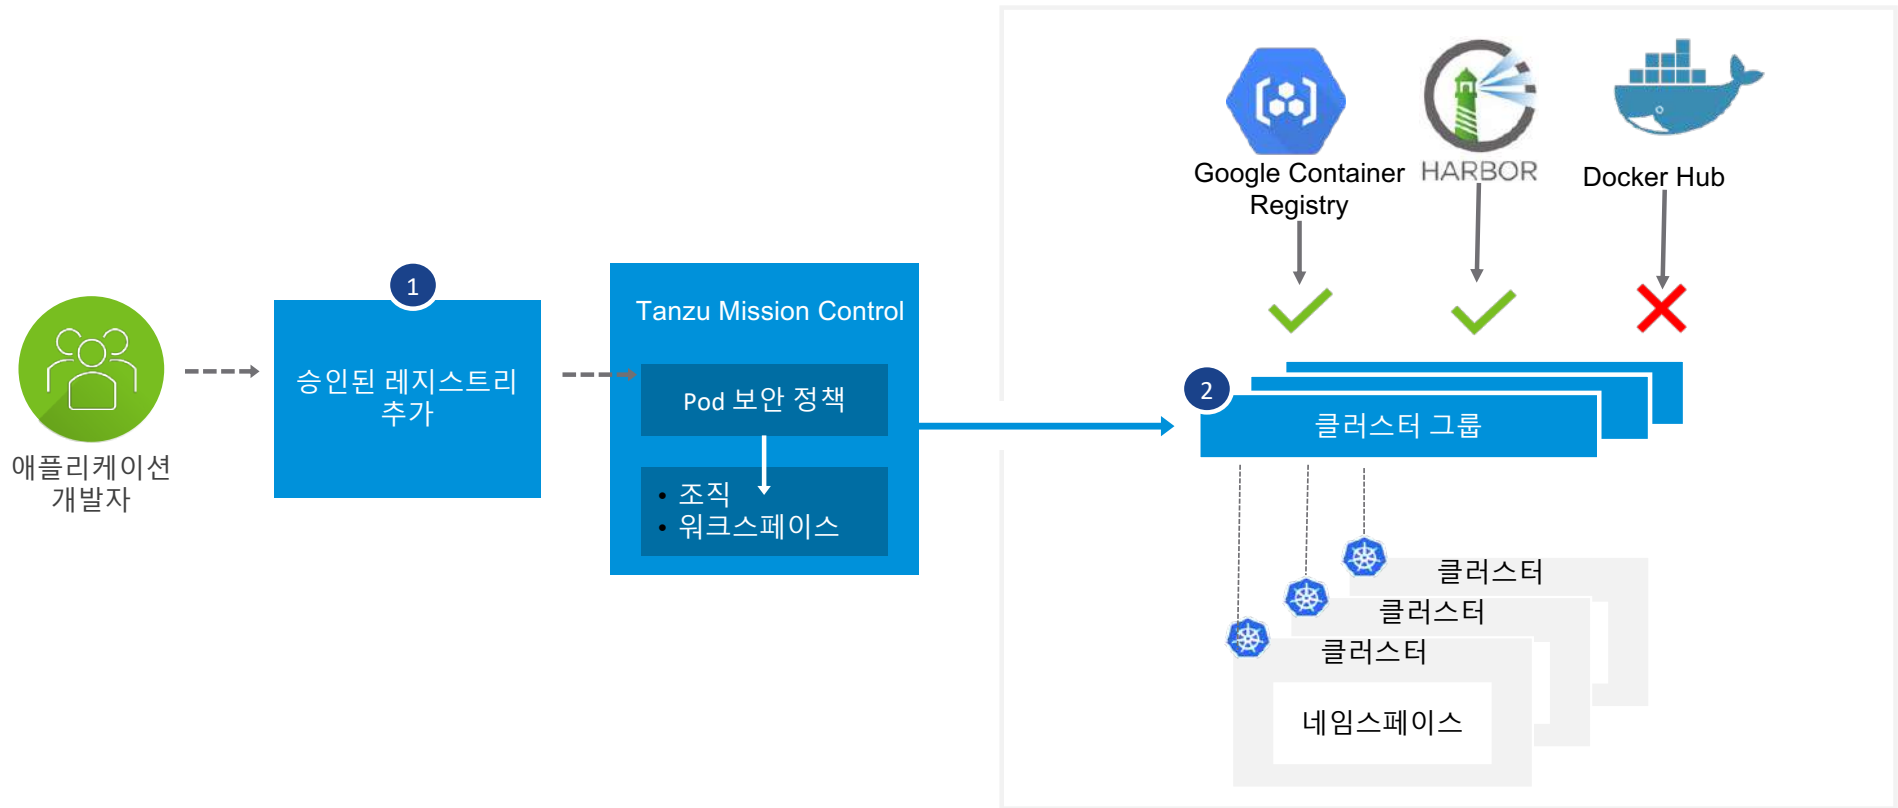 애플리케이션
개발자
1
승인된 레지스트리
추가
Tanzu Mission Control
Pod 보안 정책
• 조직
• 워크스페이스
Google Container
Registry
HARBOR
Docker Hub
2
클러스터 그룹
클러스터
클러스터
클러스터
네임스페이스